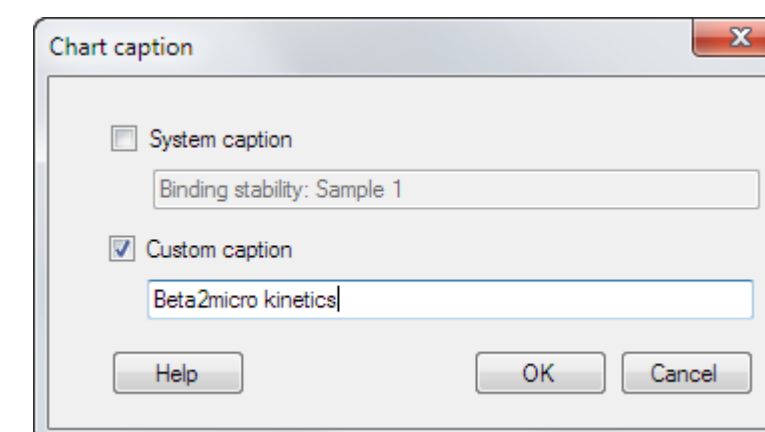 Chart caption
System caption
Binding stability: Sample 1
Custom caption
Beta2micro kinetics
Help OK Cancel